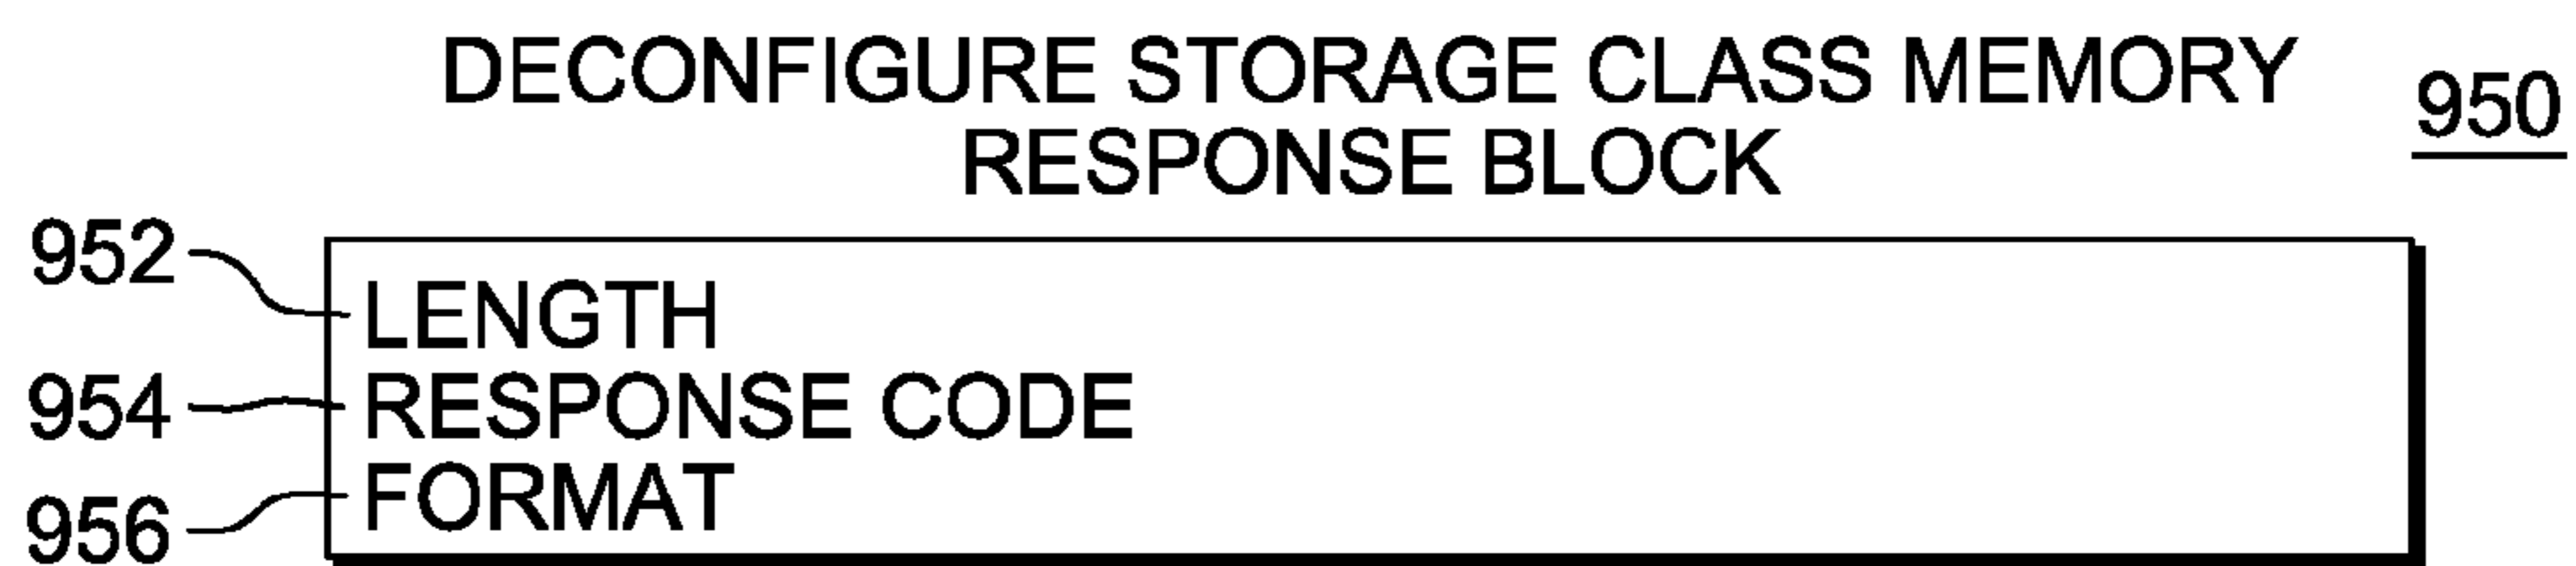 DECONFIGURE STORAGE CLASS MEMORY
RESPONSE BLOCK
950
952
LENGTH
954
RESPONSE CODE
956
FORMAT